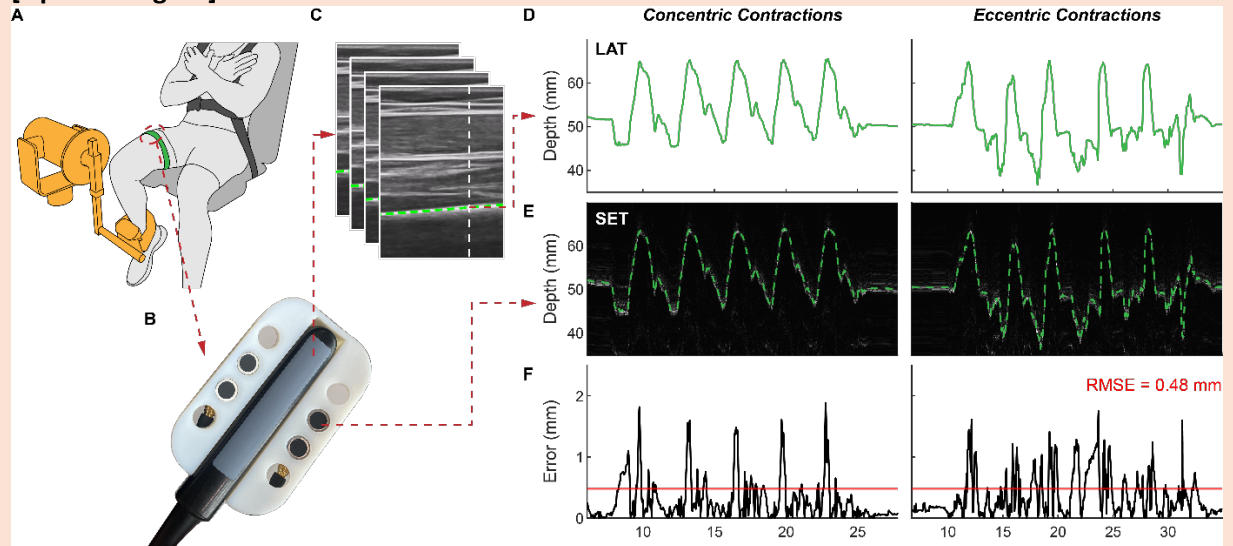 A
C
D
Concentric Contractions
Eccentric Contractions
LAT
Depth (mm)
60
50
40
B
E
SET
Depth (mm)
60
50
40
F
RMSE = 0.48 mm
Error (mm)
2
1
0
10
15
20
25
10
15
20
25
30